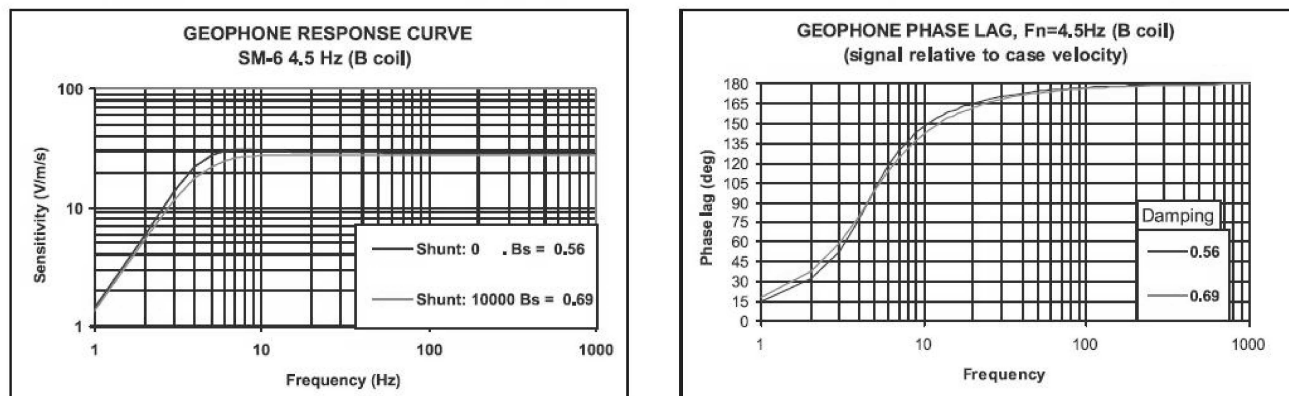 GEOPHONE RESPONSE CURVE
SM-6 4.5 Hz (B coil)
Sensitivity (V/m/s)
100
10
1
Shunt: 0 . Bs = 0.56
Shunt: 10000 Bs = 0.69
1 10 100 1000
Frequency (Hz)
GEOPHONE PHASE LAG, Fn=4.5Hz (B coil)
(signal relative to case velocity)
Phase lag (deg)
180
165
150
135
120
105
90
75
60
45
30
15
0
Damping
0.56
0.69
1 10 100 1000
Frequency